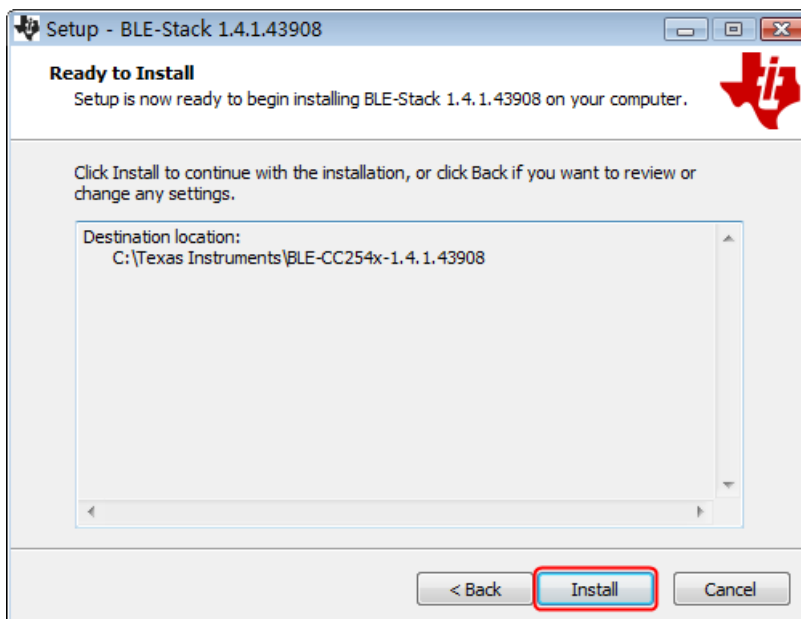 Setup - BLE-Stack 1.4.1.43908
Ready to Install
Setup is now ready to begin installing BLE-Stack 1.4.1.43908 on your computer.
Click Install to continue with the installation, or click Back if you want to review or
change any settings.
Destination location:
C:\Texas Instruments\BLE-CC254x-1.4.1.43908
< Back
Install
Cancel